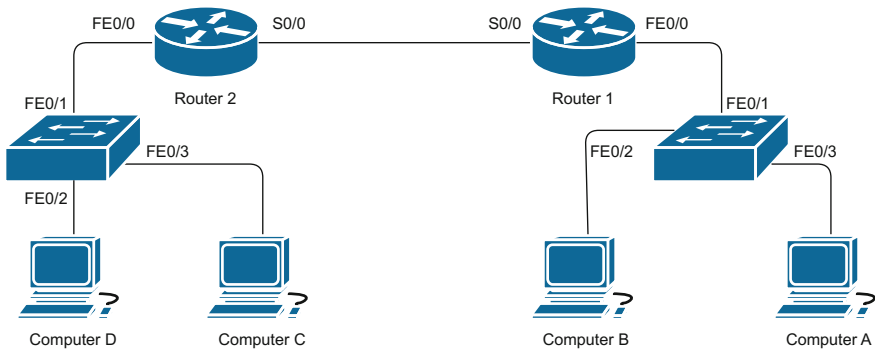 FE0/0
S0/0
S0/0
FE0/0
Router 2
Router 1
FE0/1
FE0/1
FE0/3
FE0/2
FE0/3
FE0/2
Computer D
Computer C
Computer B
Computer A